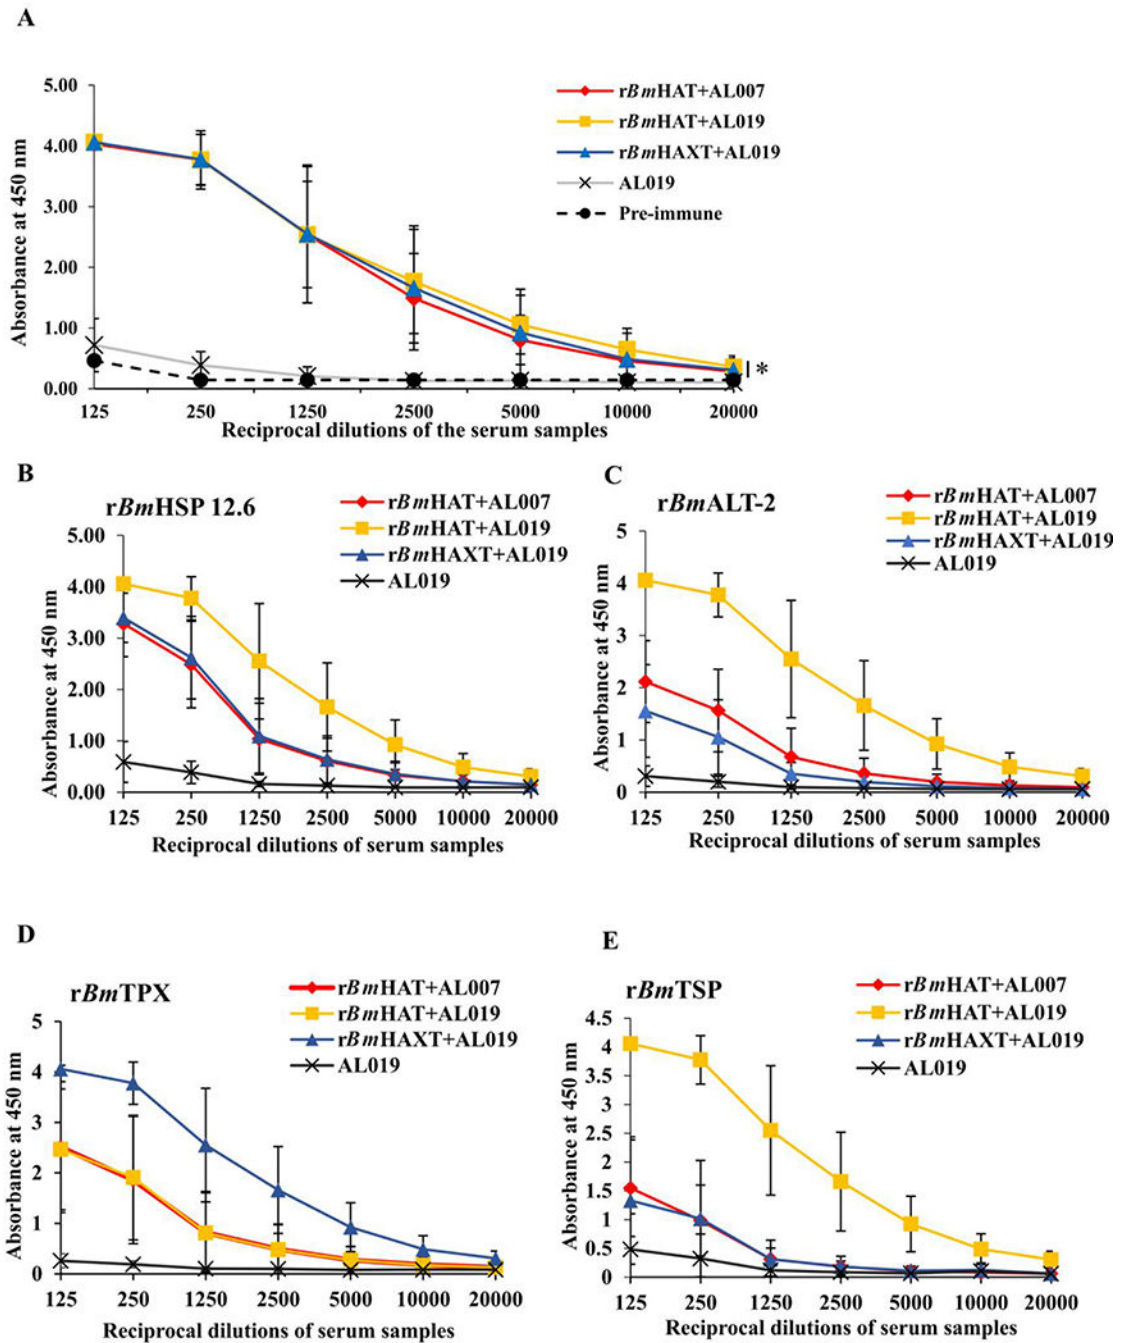 A
5.00
4.00
3.00
2.00
1.00
0.00
Absorbance at 450 nm
125 250 1250 2500 5000 10000 20000
Reciprocal dilutions of the serum samples
rBmHAT+AL007
rBmHAT+AL019
rBmHAXT+AL019
AL019
Pre-immune
*
B
rBmHSP 12.6
rBmHAT+AL007
rBmHAT+AL019
rBmHAXT+AL019
AL019
5.00
4.00
3.00
2.00
1.00
0.00
Absorbance at 450 nm
125 250 1250 2500 5000 10000 20000
Reciprocal dilutions of serum samples
C
rBmALT-2
rBmHAT+AL007
rBmHAT+AL019
rBmHAXT+AL019
AL019
5
4
3
2
1
0
Absorbance at 450 nm
125 250 1250 2500 5000 10000 20000
Reciprocal dilutions of serum samples
D
rBmTPX
rBmHAT+AL007
rBmHAT+AL019
rBmHAXT+AL019
AL019
5
4
3
2
1
0
Absorbance at 450 nm
125 250 1250 2500 5000 10000 20000
Reciprocal dilutions of serum samples
E
rBmTSP
rBmHAT+AL007
rBmHAT+AL019
rBmHAXT+AL019
AL019
4.5
4
3.5
3
2.5
2
1.5
1
0.5
0
Absorbance at 450 nm
125 250 1250 2500 5000 10000 20000
Reciprocal dilutions of serum samples